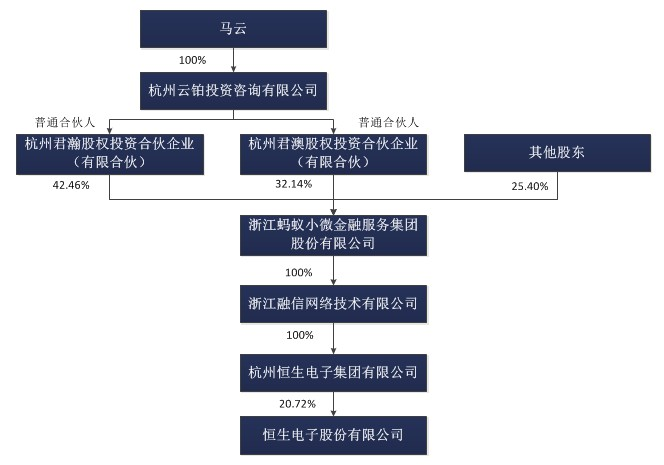 马云
100%
杭州云铂投资咨询有限公司
普通合伙人
普通合伙人
杭州君瀚股权投资合伙企业
（有限合伙）
杭州君澳股权投资合伙企业
（有限合伙）
其他股东
42.46%
32.14%
25.40%
浙江蚂蚁小微金融服务集团
股份有限公司
100%
浙江融信网络技术有限公司
100%
杭州恒生电子集团有限公司
20.72%
恒生电子股份有限公司